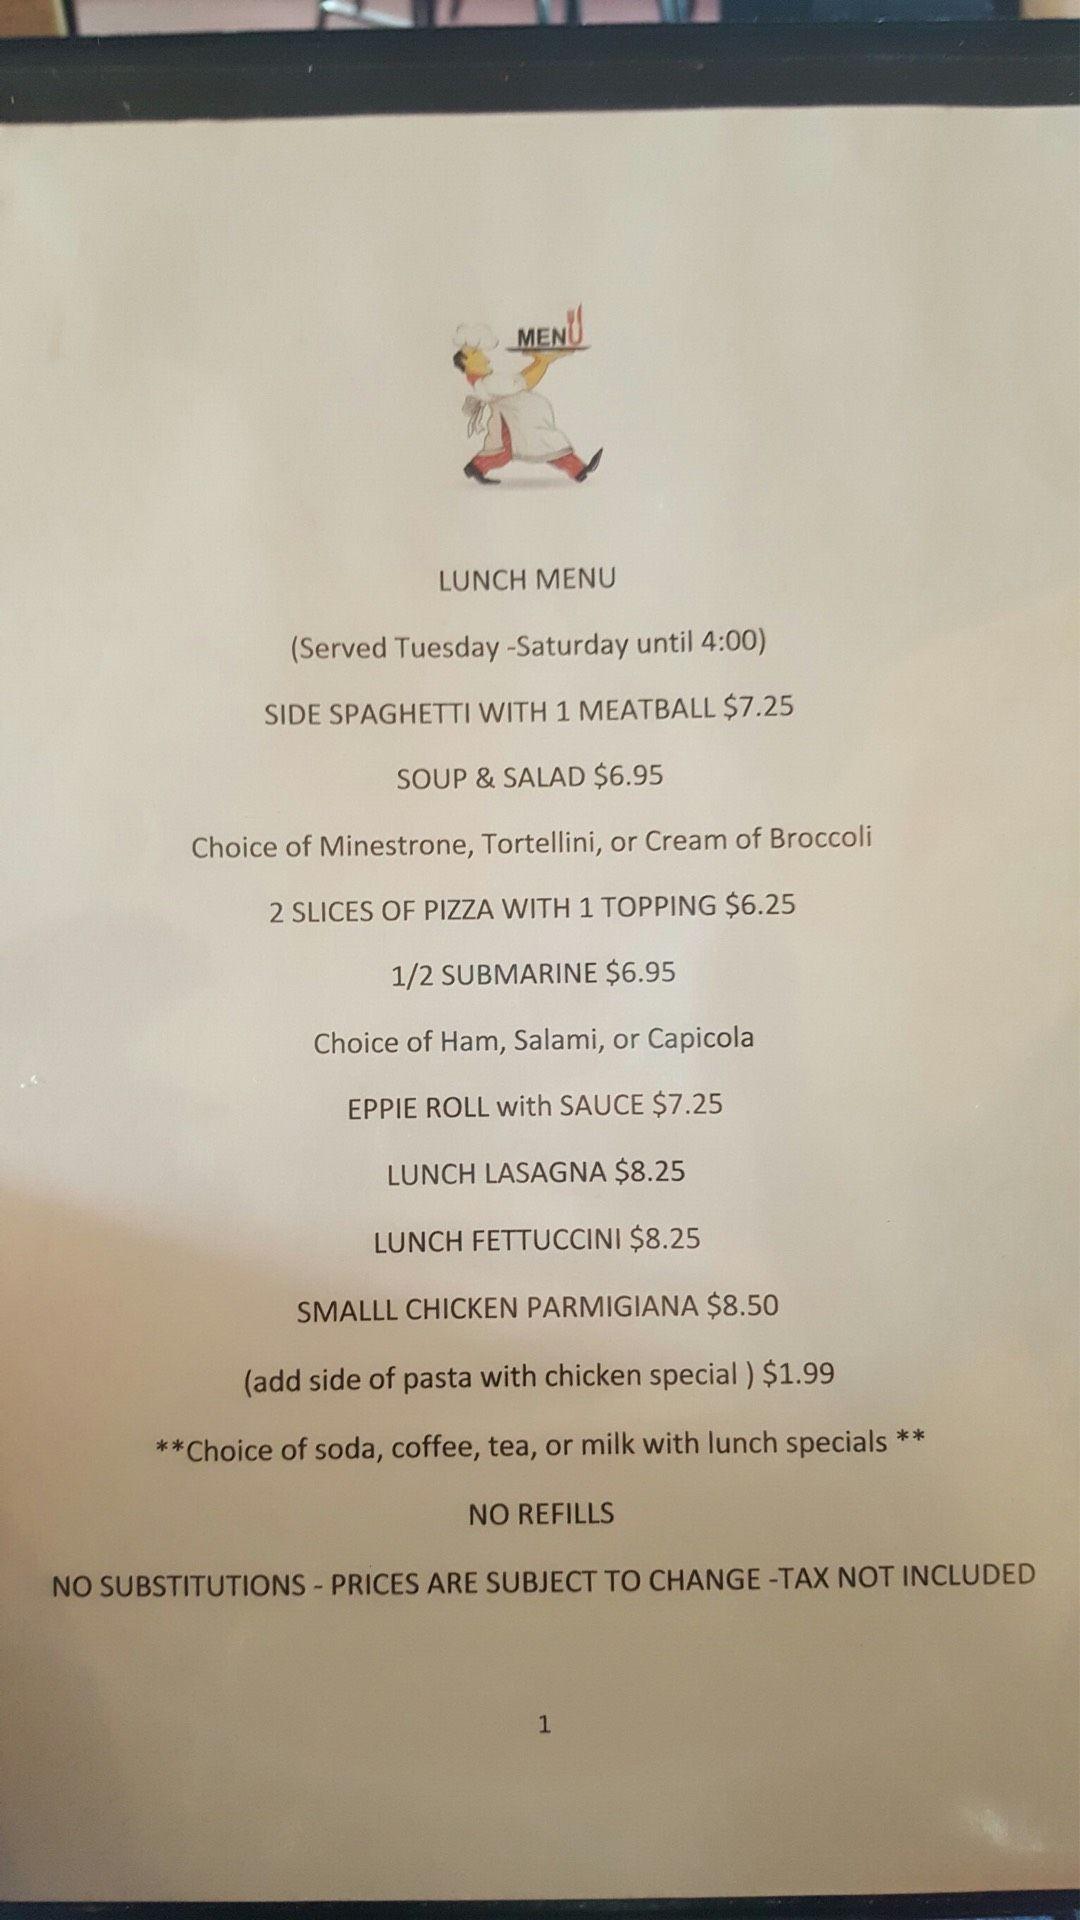 MENU
LUNCH MENU
(Served Tuesday -Saturday until 4:00)
SIDE SPAGHETTI WITH 1 MEATBALL $7.25
SOUP & SALAD $6.95
Choice of Minestrone, Tortellini, or Cream of Broccoli
2 SLICES OF PIZZA WITH 1 TOPPING $6.25
1/2 SUBMARINE $6.95
Choice of Ham, Salami, or Capicola
EPPIE ROLL with SAUCE $7.25
LUNCH LASAGNA $8.25
LUNCH FETTUCCINI $8.25
SMALLL CHICKEN PARMIGIANA $8.50
(add side of pasta with chicken special ) $1.99
**Choice of soda, coffee, tea, or milk with lunch specials **
NO REFILLS
NO SUBSTITUTIONS - PRICES ARE SUBJECT TO CHANGE -TAX NOT INCLUDED
1